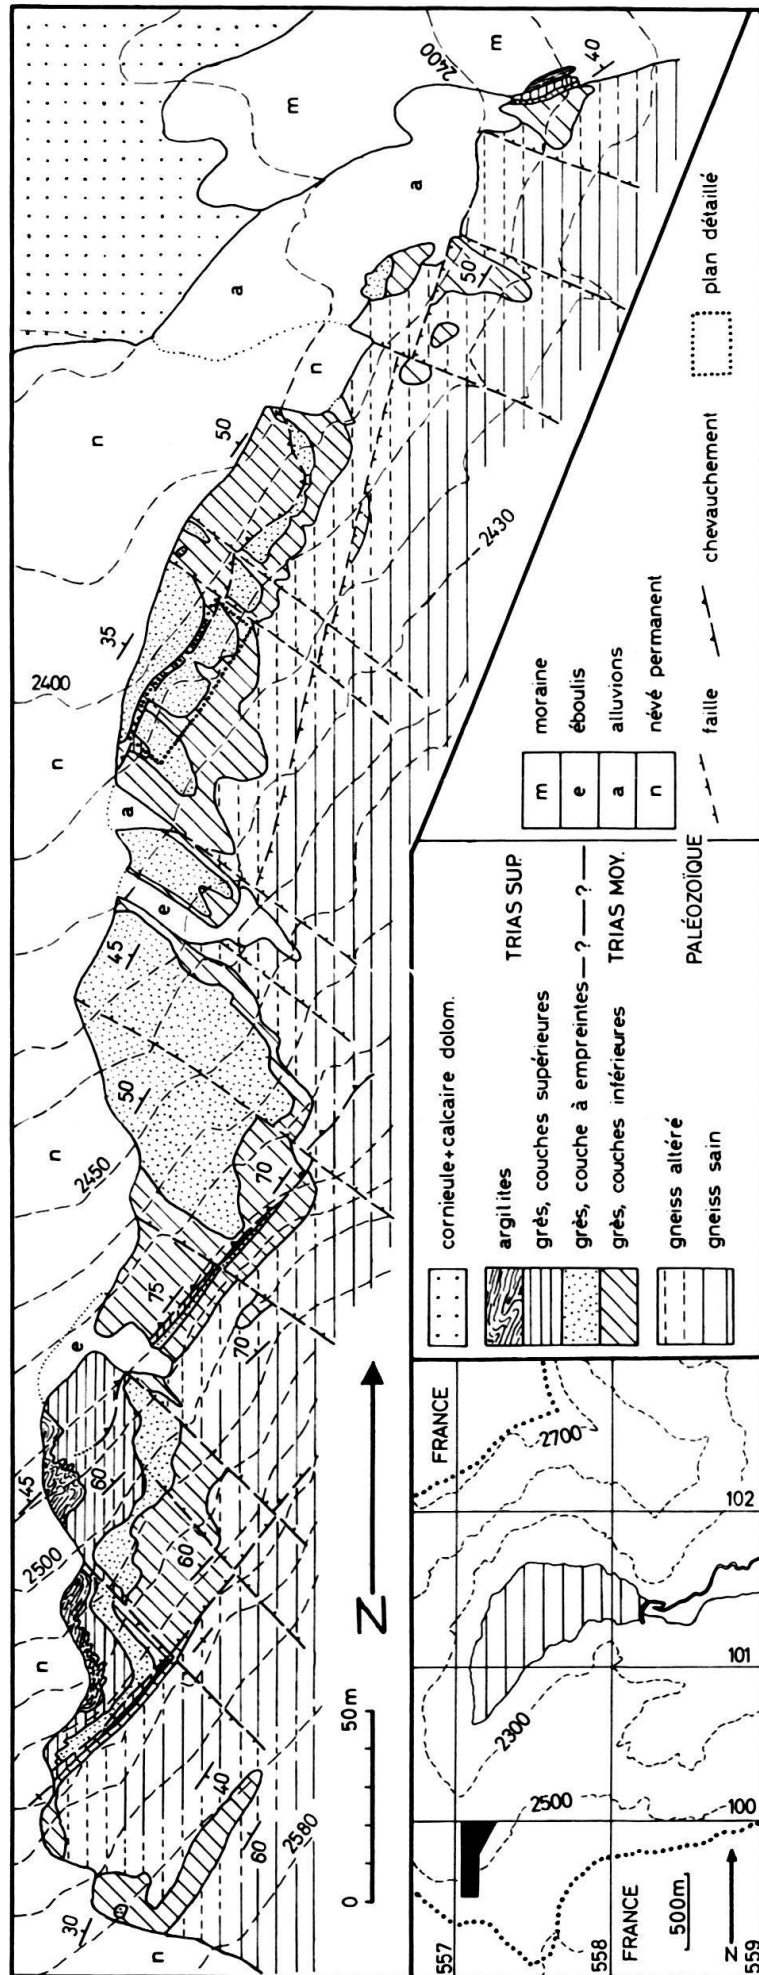 m
m
2400
40
a
a
n
50
n
50
35
2400
n
2430
a
e
45
50
n
2450
70
75
70
e
45
60
2500
60
n
40
60
2580
30
n
N
0
50m
cornieule+calcaire dolom.
argilites
grès, couches supérieures
TRIAS SUP.
grès, couche à empreintes—?——?—
grès, couches inférieures
TRIAS MOY.
gneiss altéré
PALÉOZOÏQUE
gneiss sain
m moraine
e éboulis
a alluvions
n névé permanent
faille
chevauchement
plan détaillé
557
FRANCE
2700
102
101
2300
2500
100
558
FRANCE
500m
N
559